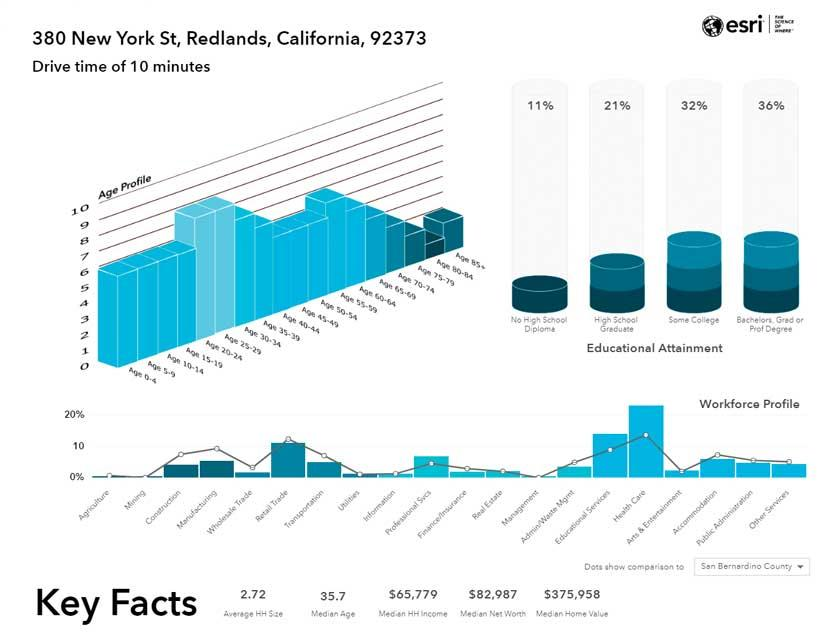 380 New York St, Redlands, California, 92373
Drive time of 10 minutes
esri
THE
SCIENCE
OF
WHERE™
Age Profile
10
9
8
7
6
5
4
3
2
1
0
Age 0-4
Age 5-9
Age 10-14
Age 15-19
Age 20-24
Age 25-29
Age 30-34
Age 35-39
Age 40-44
Age 45-49
Age 50-54
Age 55-59
Age 60-64
Age 65-69
Age 70-74
Age 75-79
Age 80-84
Age 85+
11% 21% 32% 36%
No High School
Diploma
High School
Graduate
Some College
Bachelors, Grad or
Prof Degree
Educational Attainment
Workforce Profile
20%
10
0%
Agriculture
Mining
Construction
Manufacturing
Wholesale Trade
Retail Trade
Transportation
Utilities
Information
Professional Svcs
Finance/Insurance
Real Estate
Management
Admin/Waste Mgmt
Educational Services
Health Care
Arts & Entertainment
Accommodation
Public Administration
Other Services
Dots show comparison to San Bernardino County
Key Facts
2.72 35.7 $65,779 $82,987 $375,958
Average HH Size Median Age Median HH Income Median Net Worth Median Home Value